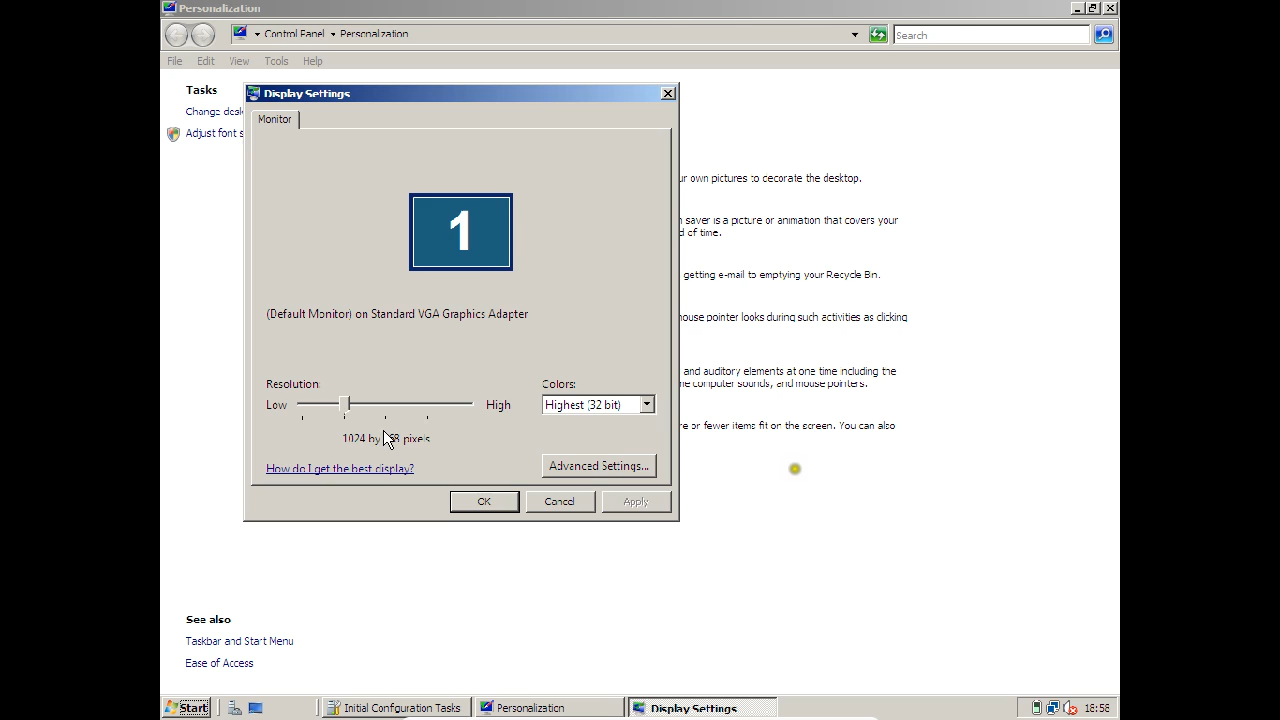 Personalization
Control Panel
Personalization
Search
File Edit View Tools Help
Tasks
Change desk
Adjust font s
Display Settings
Monitor
1
(Default Monitor) on Standard VGA Graphics Adapter
Resolution:
Low
High
Colors:
Highest (32 bit)
1024 by pixels
How do I get the best display?
Advanced Settings...
OK
Cancel
Apply
ur own pictures to decorate the desktop.
n saver is a picture or animation that covers your
d of time.
getting e-mail to emptying your Recycle Bin.
mouse pointer looks during such activities as clicking
and auditory elements at one time including the
ne computer sounds, and mouse pointers.
re or fewer items fit on the screen. You can also
See also
Taskbar and Start Menu
Ease of Access
Start
Initial Configuration Tasks
Personalization
Display Settings
18:58